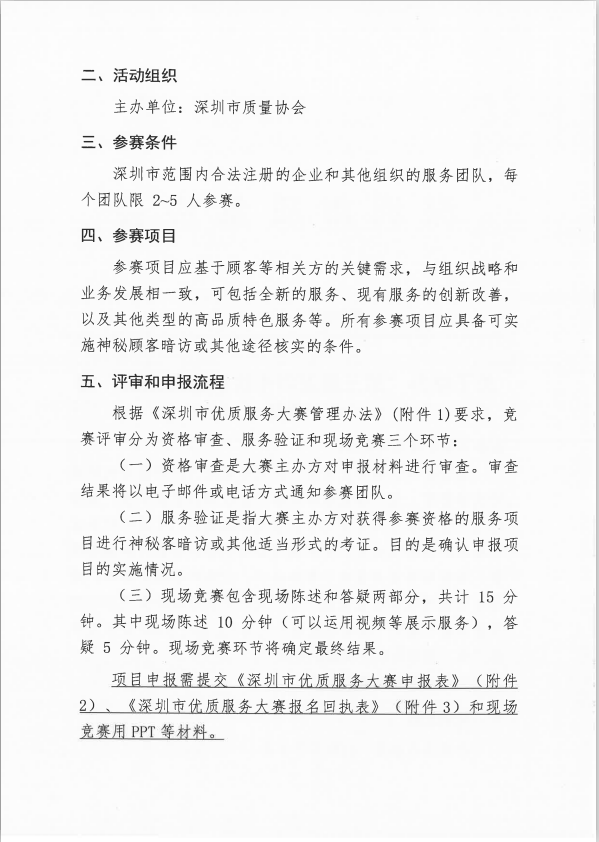 二、活动组织
主办单位：深圳市质量协会
三、参赛条件
深圳市范围内合法注册的企业和其他组织的服务团队，每
个团队限 2~5 人参赛。
四、参赛项目
参赛项目应基于顾客等相关方的关键需求，与组织战略和
业务发展相一致，可包括全新的服务、现有服务的创新改善，
以及其他类型的高品质特色服务等。所有参赛项目应具备可实
施神秘顾客暗访或其他途径核实的条件。
五、评审和申报流程
根据《深圳市优质服务大赛管理办法》(附件1)要求，竞
赛评审分为资格审查、服务验证和现场竞赛三个环节：
（一）资格审查是大赛主办方对申报材料进行审查。审查
结果将以电子邮件或电话方式通知参赛团队。
（二）服务验证是指大赛主办方对获得参赛资格的服务项
目进行神秘客暗访或其他适当形式的考证。目的是确认申报项
目的实施情况。
（三）现场竞赛包含现场陈述和答疑两部分，共计 15 分
钟。其中现场陈述 10 分钟（可以运用视频等展示服务），答
疑 5 分钟。现场竞赛环节将确定最终结果。
项目申报需提交《深圳市优质服务大赛申报表》（附件
2）、《深圳市优质服务大赛报名回执表》（附件3）和现场
竞赛用PPT等材料。